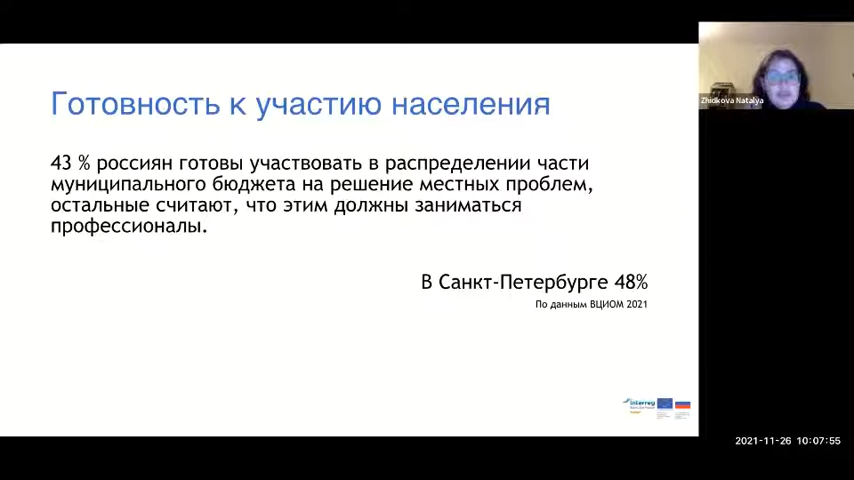 Готовность к участию населения
Zhidkova Natalya
43 % россиян готовы участвовать в распределении части
муниципального бюджета на решение местных проблем,
остальные считают, что этим должны заниматься
профессионалы.
В Санкт-Петербурге 48%
По данным ВЦИОМ 2021
interreg
2021-11-26 10:07:55